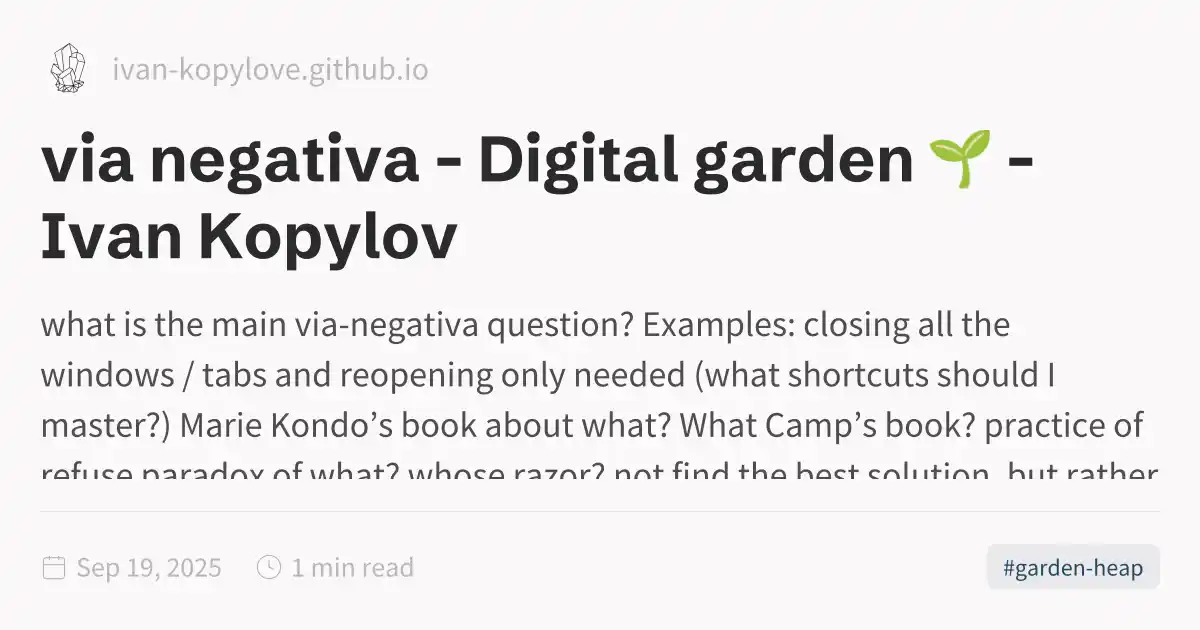 ivan-kopylove.github.io
via negativa - Digital garden 🌱 -
Ivan Kopylov
what is the main via-negativa question? Examples: closing all the
windows / tabs and reopening only needed (what shortcuts should I
master?) Marie Kondo’s book about what? What Camp’s book? practice of
refuse paradox of what? whose razor? not find the best solution, but rather
Sep 19, 2025
1 min read
#garden-heap